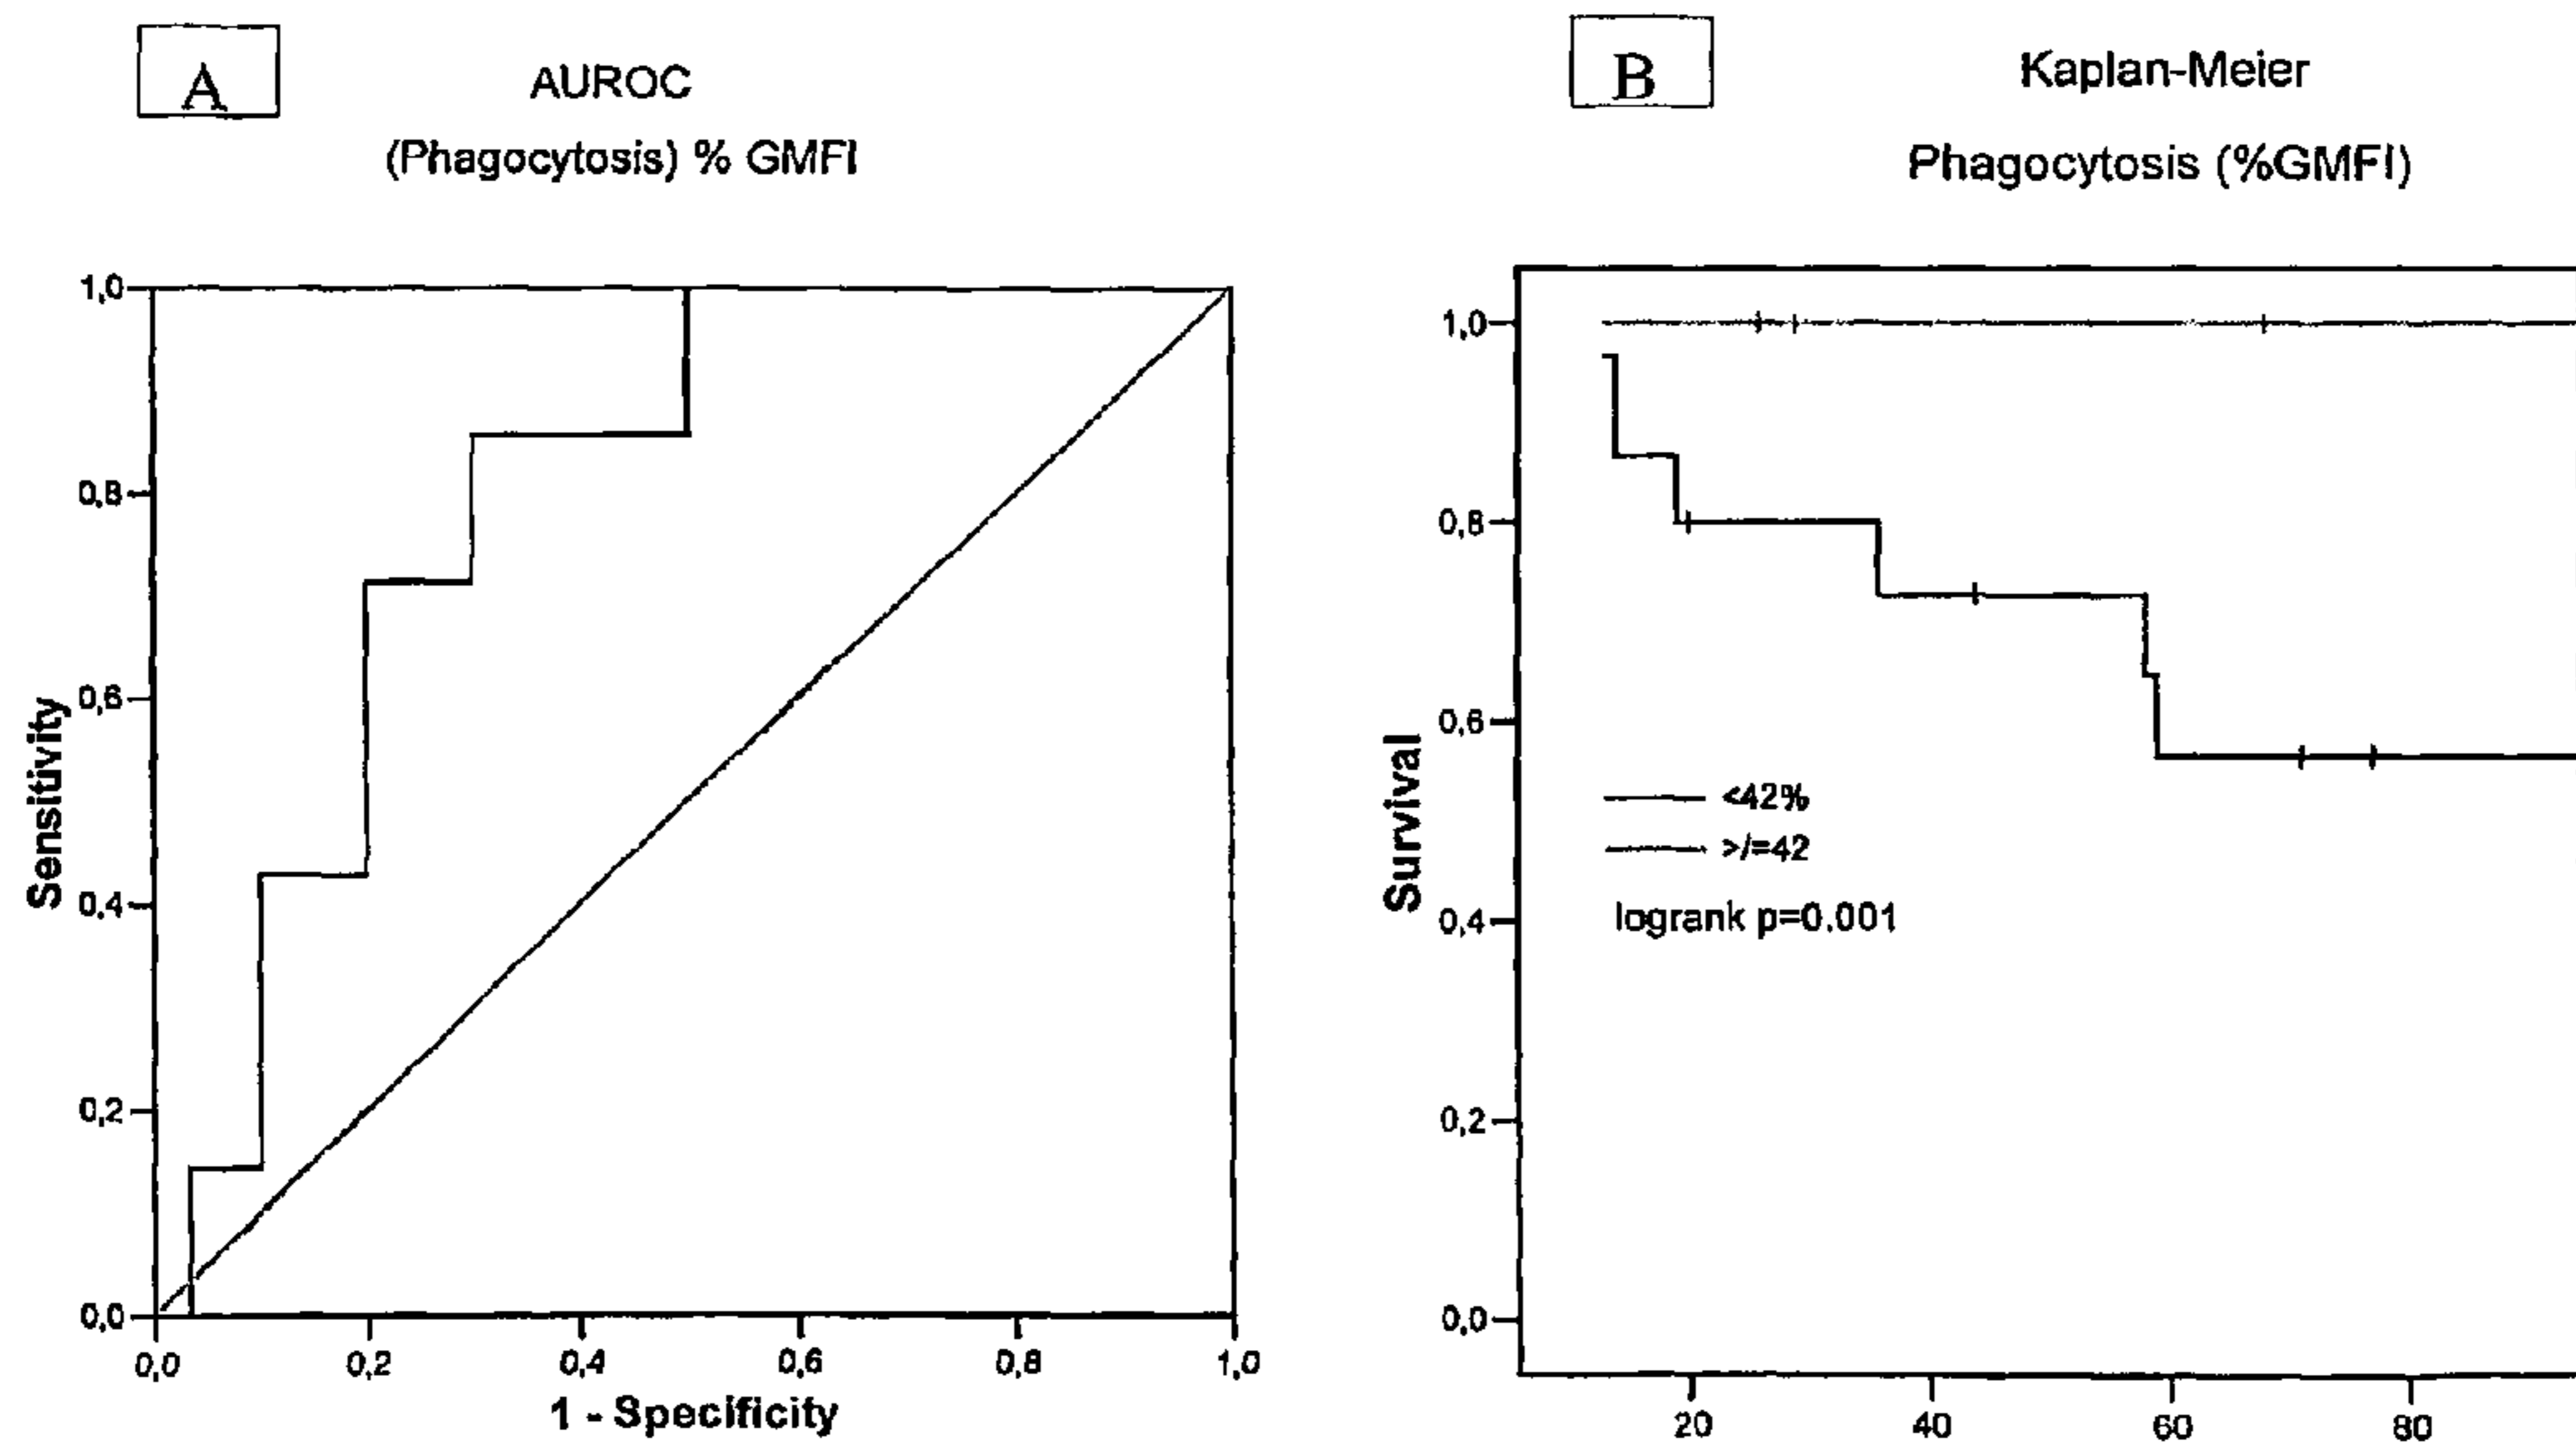 A
AUROC
(Phagocytosis) % GMFI
1,0
0,8
0,6
0,4
0,2
0,0
Sensitivity
0,0 0,2 0,4 0,6 0,8 1,0
1 - Specificity
B
Kaplan-Meier
Phagocytosis (%GMFI)
1,0
0,8
0,6
0,4
0,2
0,0
Survival
<42%
>/=42
logrank p=0.001
20 40 60 80